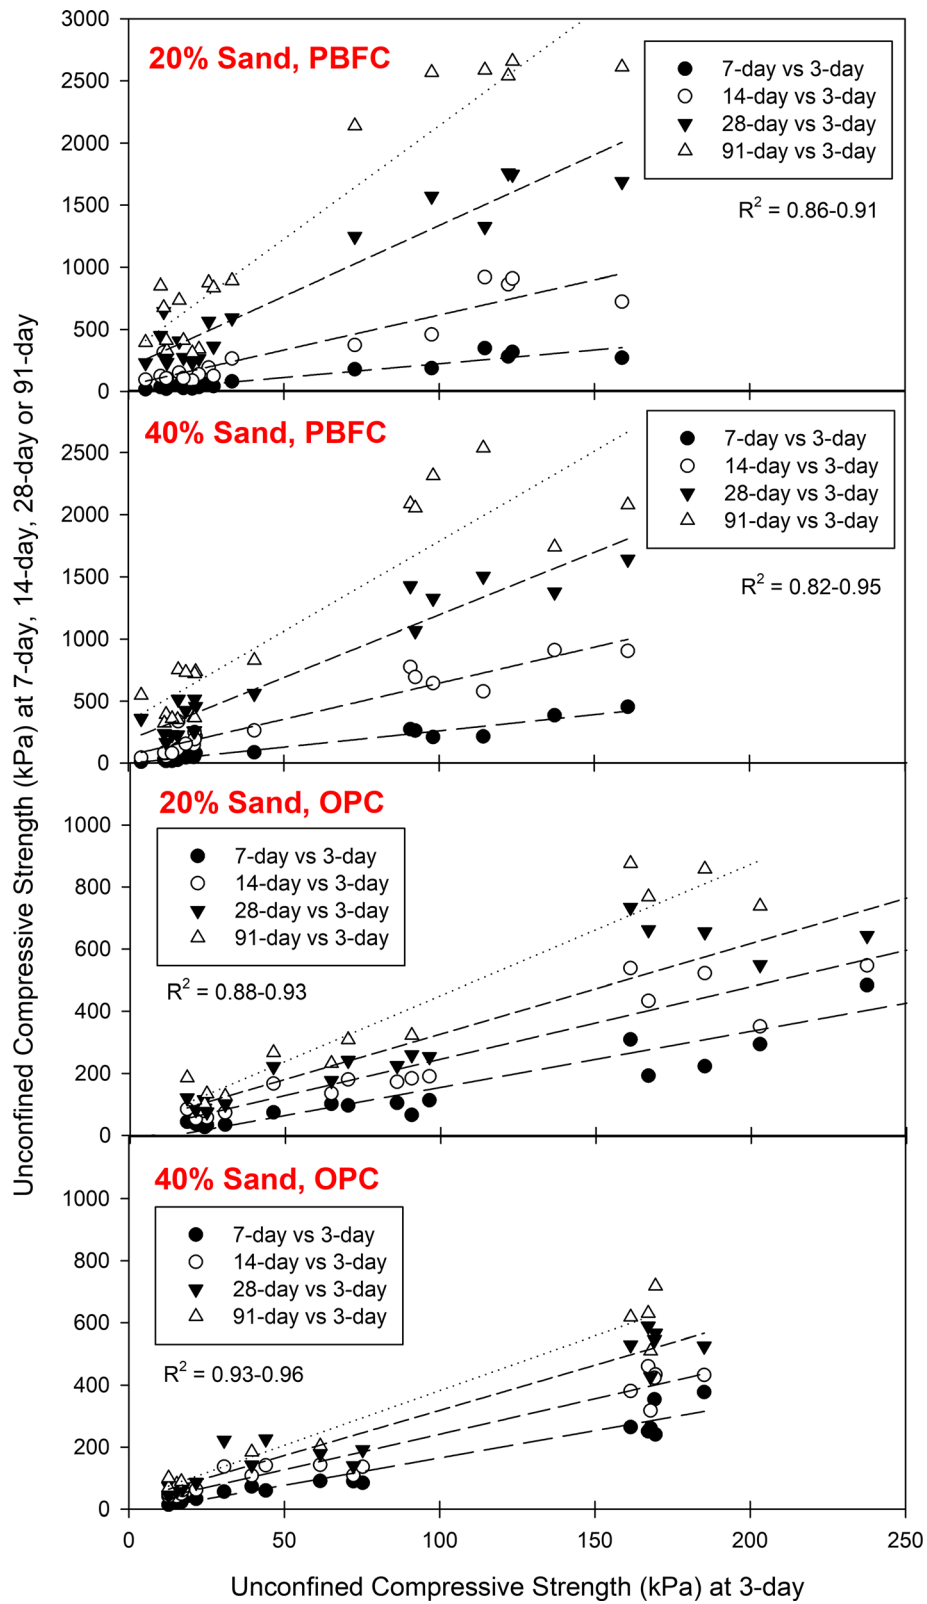 Unconfined Compressive Strength (kPa) at 7-day, 14-day, 28-day or 91-day
3000
2500
2000
1500
1000
500
0
20% Sand, PBFC
7-day vs 3-day
14-day vs 3-day
28-day vs 3-day
91-day vs 3-day
R² = 0.86-0.91
2500
2000
1500
1000
500
0
40% Sand, PBFC
7-day vs 3-day
14-day vs 3-day
28-day vs 3-day
91-day vs 3-day
R² = 0.82-0.95
1000
800
600
400
200
0
20% Sand, OPC
7-day vs 3-day
14-day vs 3-day
28-day vs 3-day
91-day vs 3-day
R² = 0.88-0.93
1000
800
600
400
200
0
40% Sand, OPC
7-day vs 3-day
14-day vs 3-day
28-day vs 3-day
91-day vs 3-day
R² = 0.93-0.96
0 50 100 150 200 250
Unconfined Compressive Strength (kPa) at 3-day